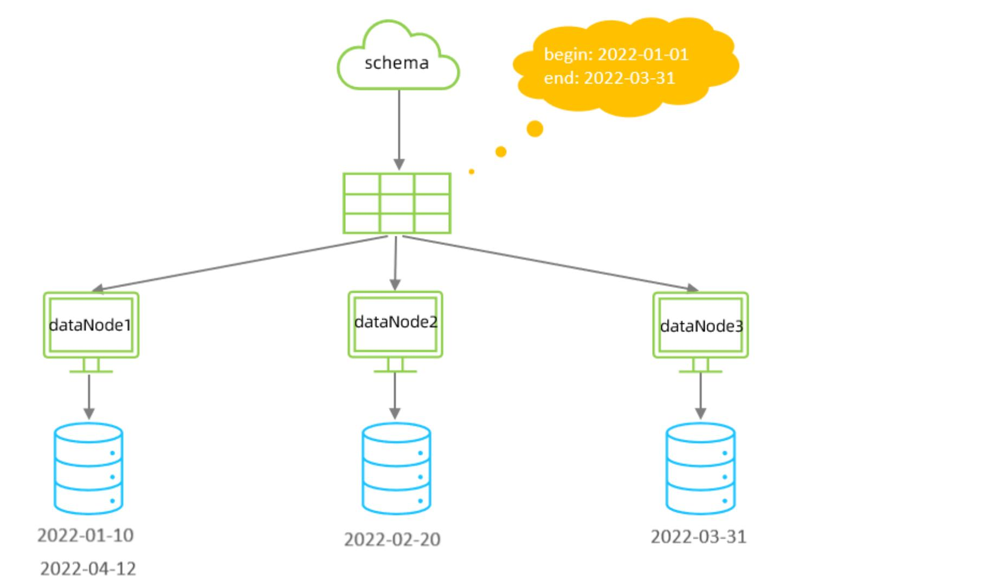 schema
begin: 2022-01-01
end: 2022-03-31
dataNode1
dataNode2
dataNode3
2022-01-10
2022-02-20
2022-03-31
2022-04-12